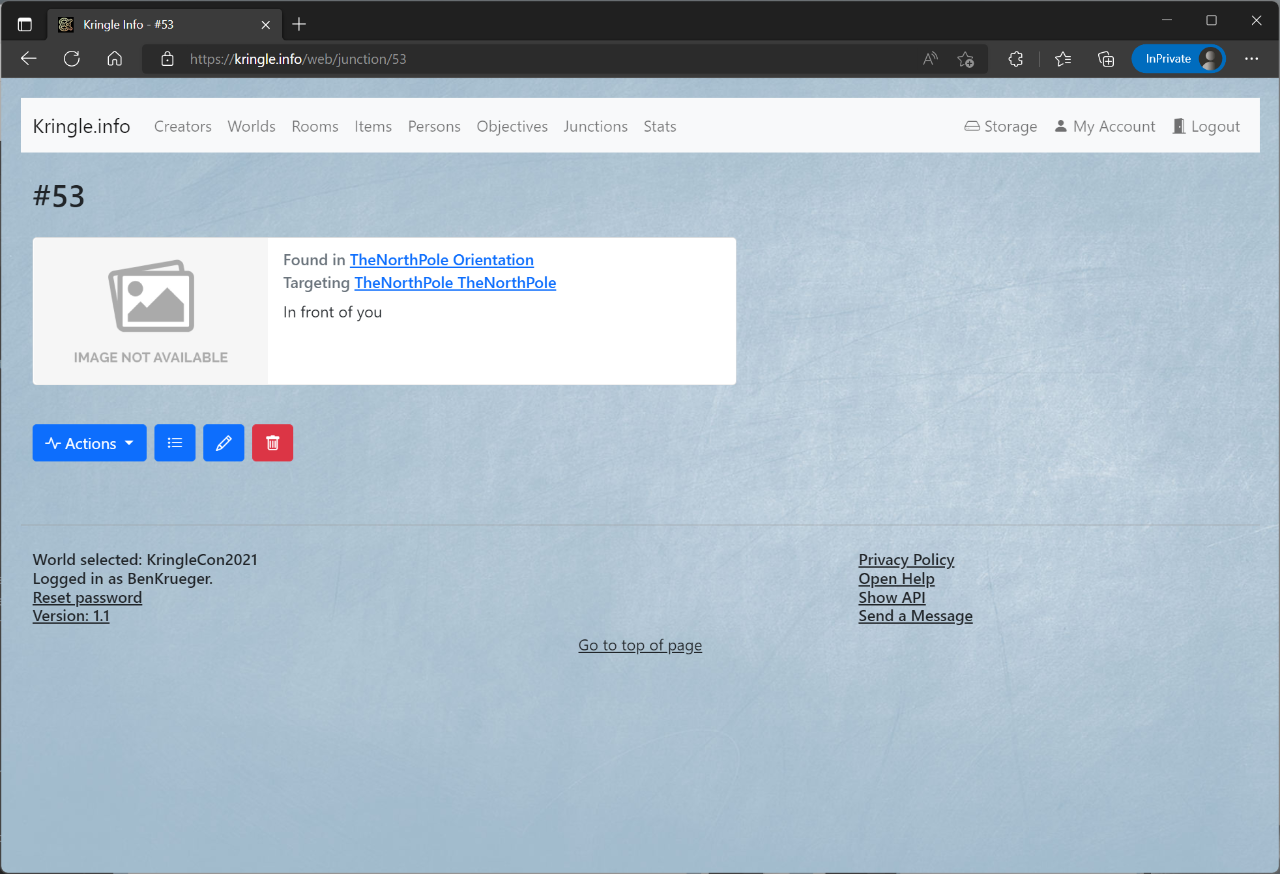 Kringle Info - #53
https://kringle.info/web/junction/53
InPrivate
Kringle.info Creators Worlds Rooms Items Persons Objectives Junctions Stats Storage My Account Logout
#53
IMAGE NOT AVAILABLE
Found in TheNorthPole Orientation
Targeting TheNorthPole TheNorthPole
In front of you
Actions
World selected: KringleCon2021
Logged in as BenKrueger.
Reset password
Version: 1.1
Privacy Policy
Open Help
Show API
Send a Message
Go to top of page